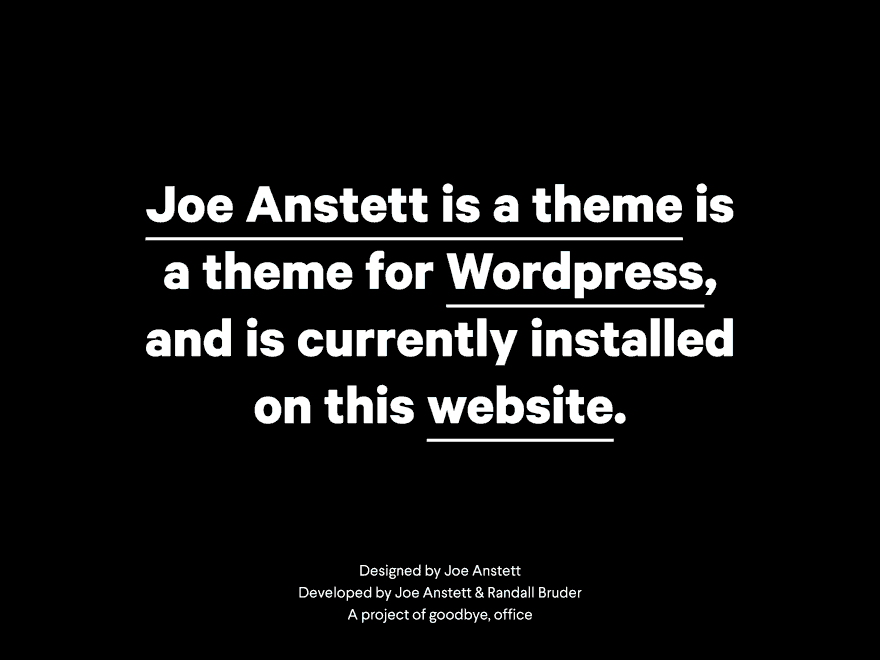 Joe Anstett is a theme is
a theme for Wordpress,
and is currently installed
on this website.
Designed by Joe Anstett
Developed by Joe Anstett & Randall Bruder
A project of goodbye, office